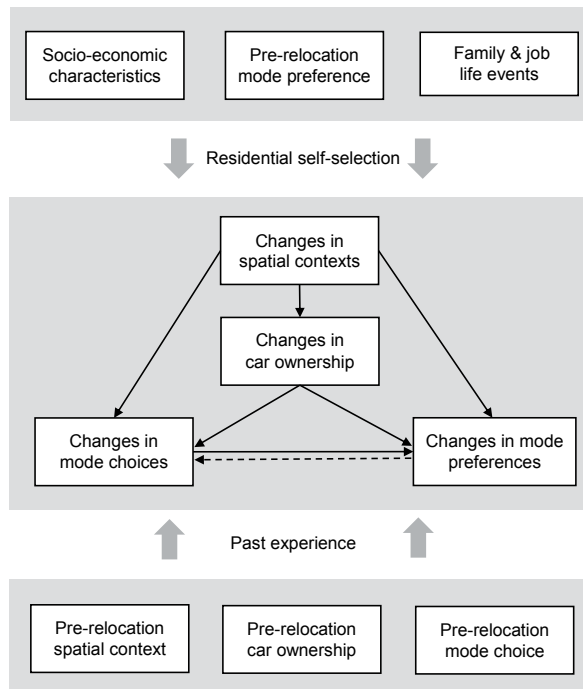 Socio-economic
characteristics
Pre-relocation
mode preference
Family & job
life events
Residential self-selection
Changes in
spatial contexts
Changes in
car ownership
Changes in
mode choices
Changes in mode
preferences
Past experience
Pre-relocation
spatial context
Pre-relocation
car ownership
Pre-relocation
mode choice